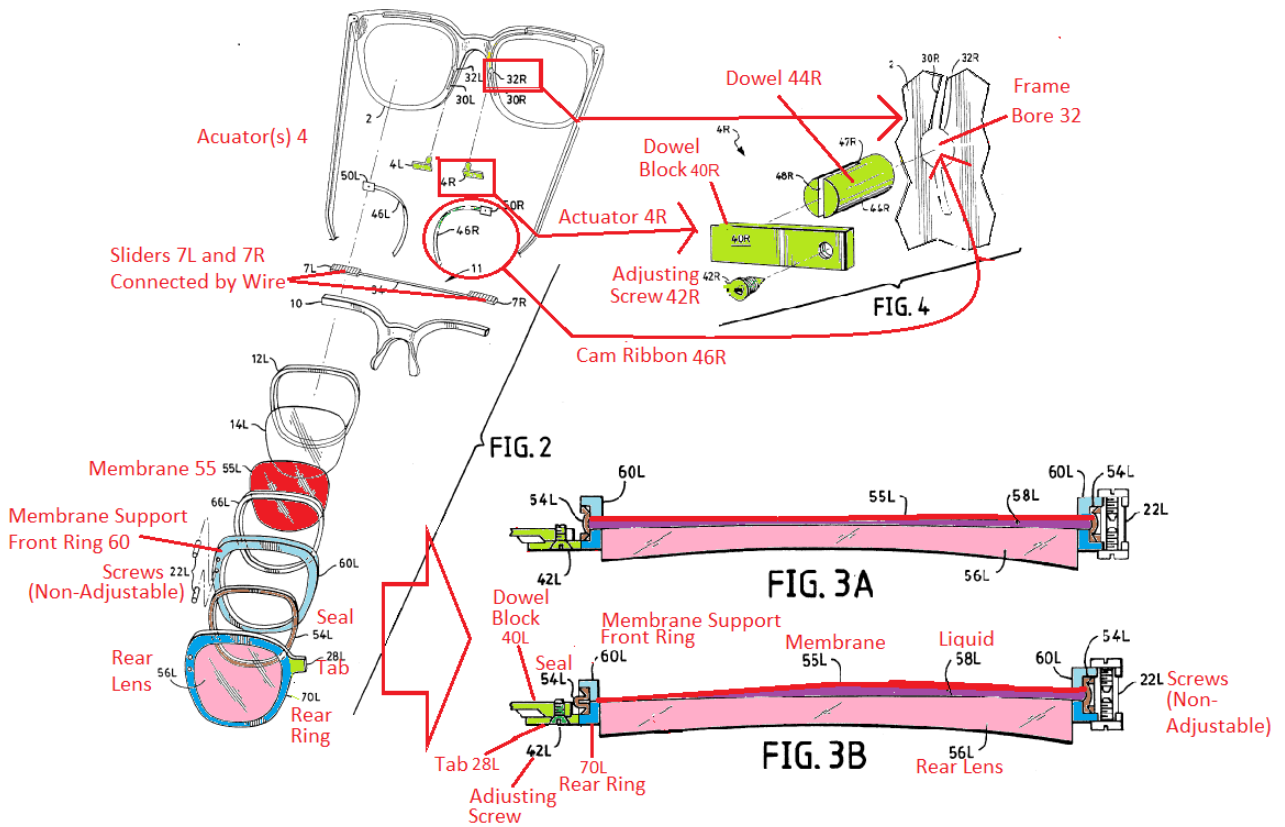 32L
32R
30L
30R
2
Acuator(s) 4
4L
4R
50L
46L
50R
46R
Sliders 7L and 7R
Connected by Wire
7L
11
7R
10
12L
14L
Membrane 55
55L
66L
Membrane Support
Front Ring 60
Screws
(Non-Adjustable)
22L
60L
Seal
54L
28L
Tab
Rear
Lens
56L
70L
Rear
Ring
FIG. 2
Dowel 44R
4R
Dowel
Block 40R
47R
48R
44R
40R
Actuator 4R
Adjusting
Screw 42R
42R
FIG. 4
2
30R
32R
Frame
Bore 32
Cam Ribbon 46R
60L
54L
55L
58L
60L
54L
22L
42L
56L
FIG. 3A
Dowel
Block
40L
Membrane Support
Front Ring
60L
Seal
54L
Membrane
55L
Liquid
58L
54L
60L
22L
Screws
(Non-
Adjustable)
Tab 28L
42L
70L
Rear Ring
Adjusting
Screw
56L
Rear Lens
FIG. 3B